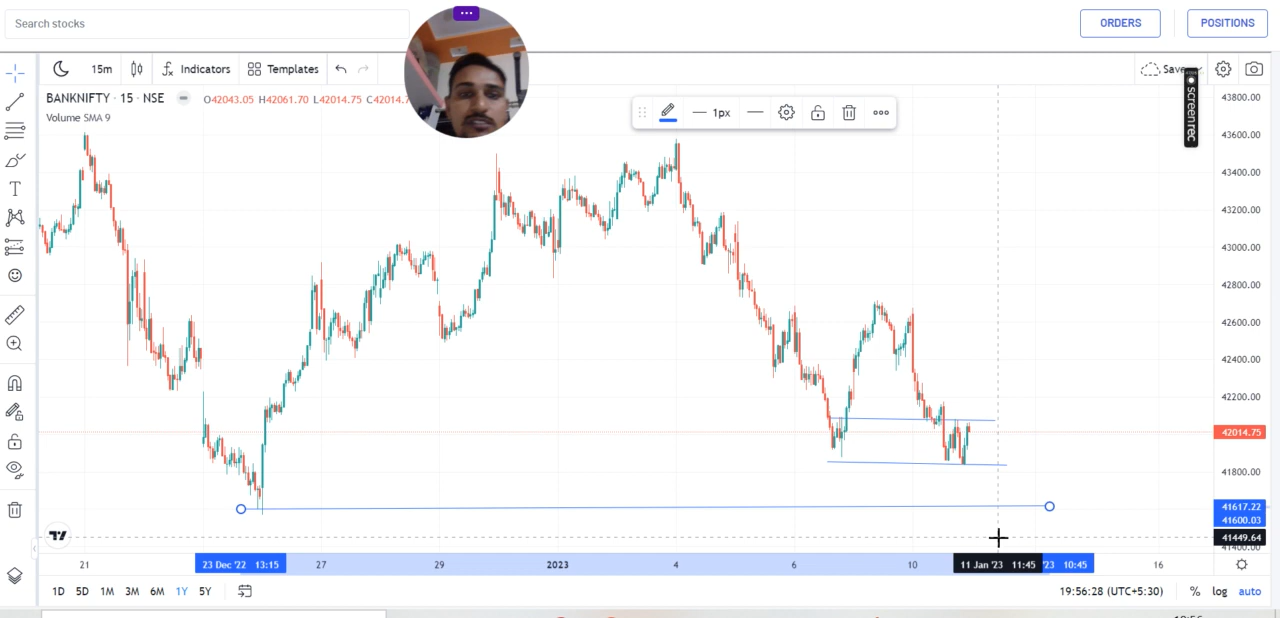 Search stocks
ORDERS
POSITIONS
15m
Indicators
Templates
Save
BANKNIFTY · 15 · NSE
O42043.05 H42061.70 L42014.75 C42014.7
Volume SMA 9
1px
screenrec
43800.00
43600.00
43400.00
43200.00
43000.00
42800.00
42600.00
42400.00
42200.00
42014.75
41800.00
41617.22
41600.03
41449.64
41400.00
21
23 Dec '22 13:15
27
29
2023
4
6
10
11 Jan '23 11:45
'23 10:45
16
1D 5D 1M 3M 6M 1Y 5Y
19:56:28 (UTC+5:30)
% log auto